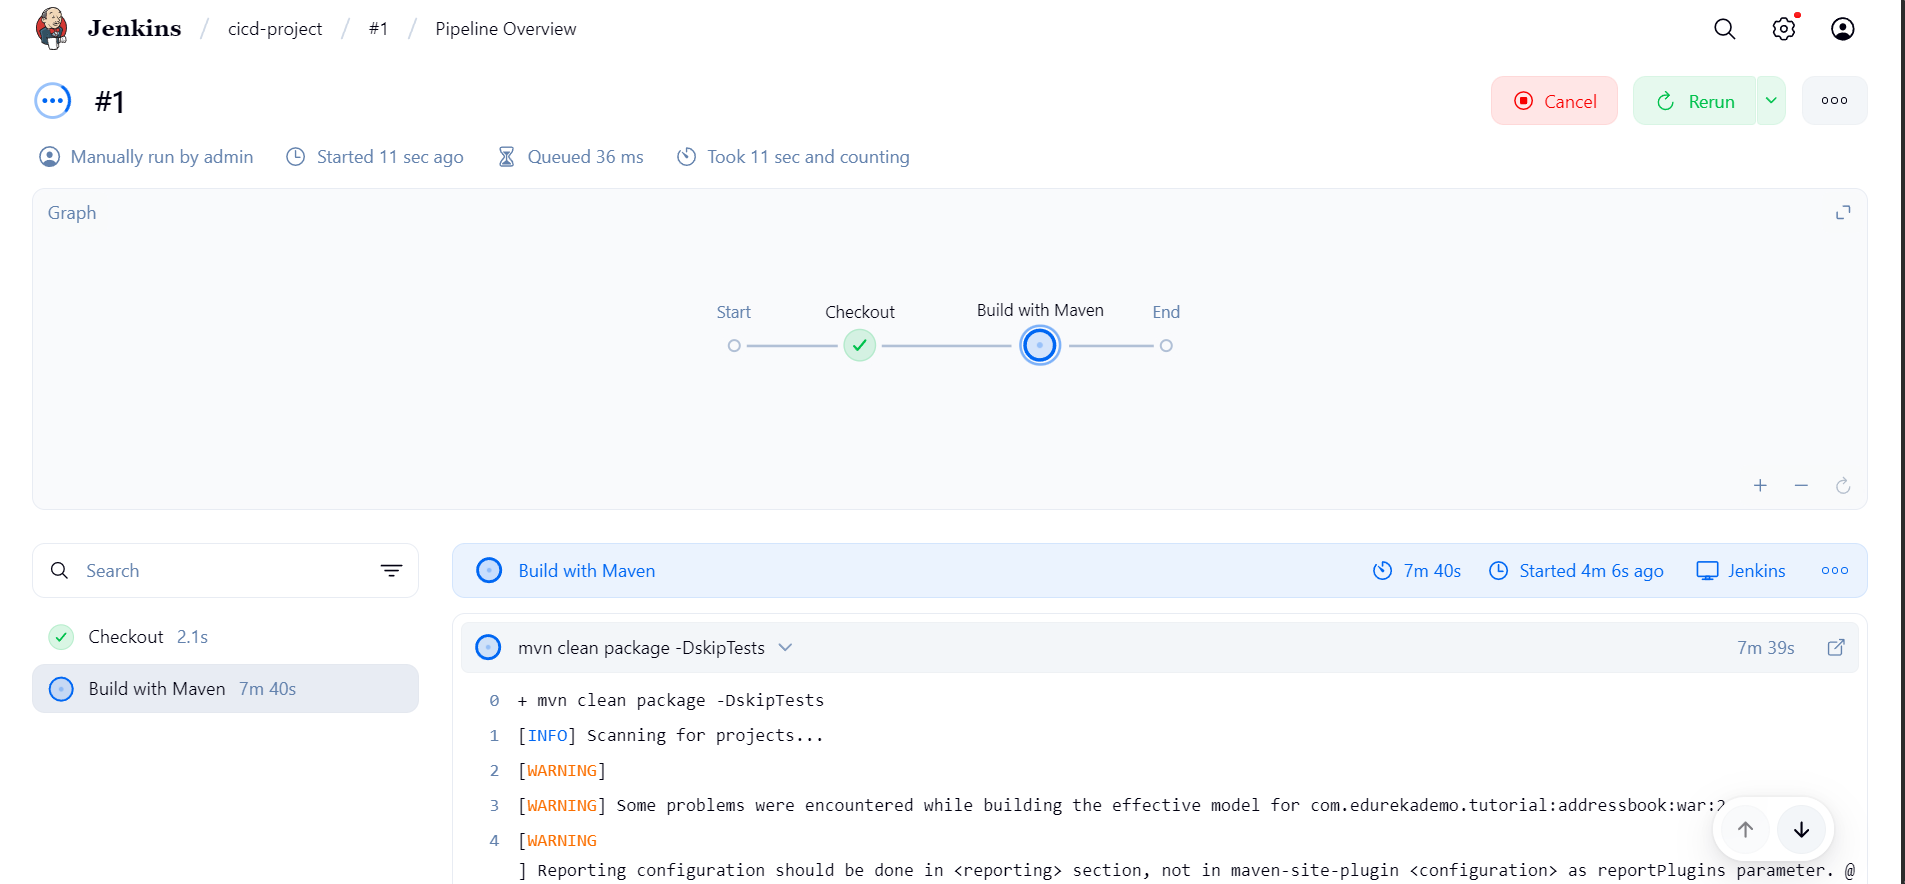 Jenkins / cicd-project / #1 / Pipeline Overview
#1
Cancel
Rerun
Manually run by admin
Started 11 sec ago
Queued 36 ms
Took 11 sec and counting
Graph
Start
Checkout
Build with Maven
End
Search
Checkout 2.1s
Build with Maven 7m 40s
Build with Maven
7m 40s
Started 4m 6s ago
Jenkins
mvn clean package -DskipTests
7m 39s
0 + mvn clean package -DskipTests
1 [INFO] Scanning for projects...
2 [WARNING]
3 [WARNING] Some problems were encountered while building the effective model for com.edurekademo.tutorial:addressbook:war:2
4 [WARNING
] Reporting configuration should be done in <reporting> section, not in maven-site-plugin <configuration> as reportPlugins parameter. @